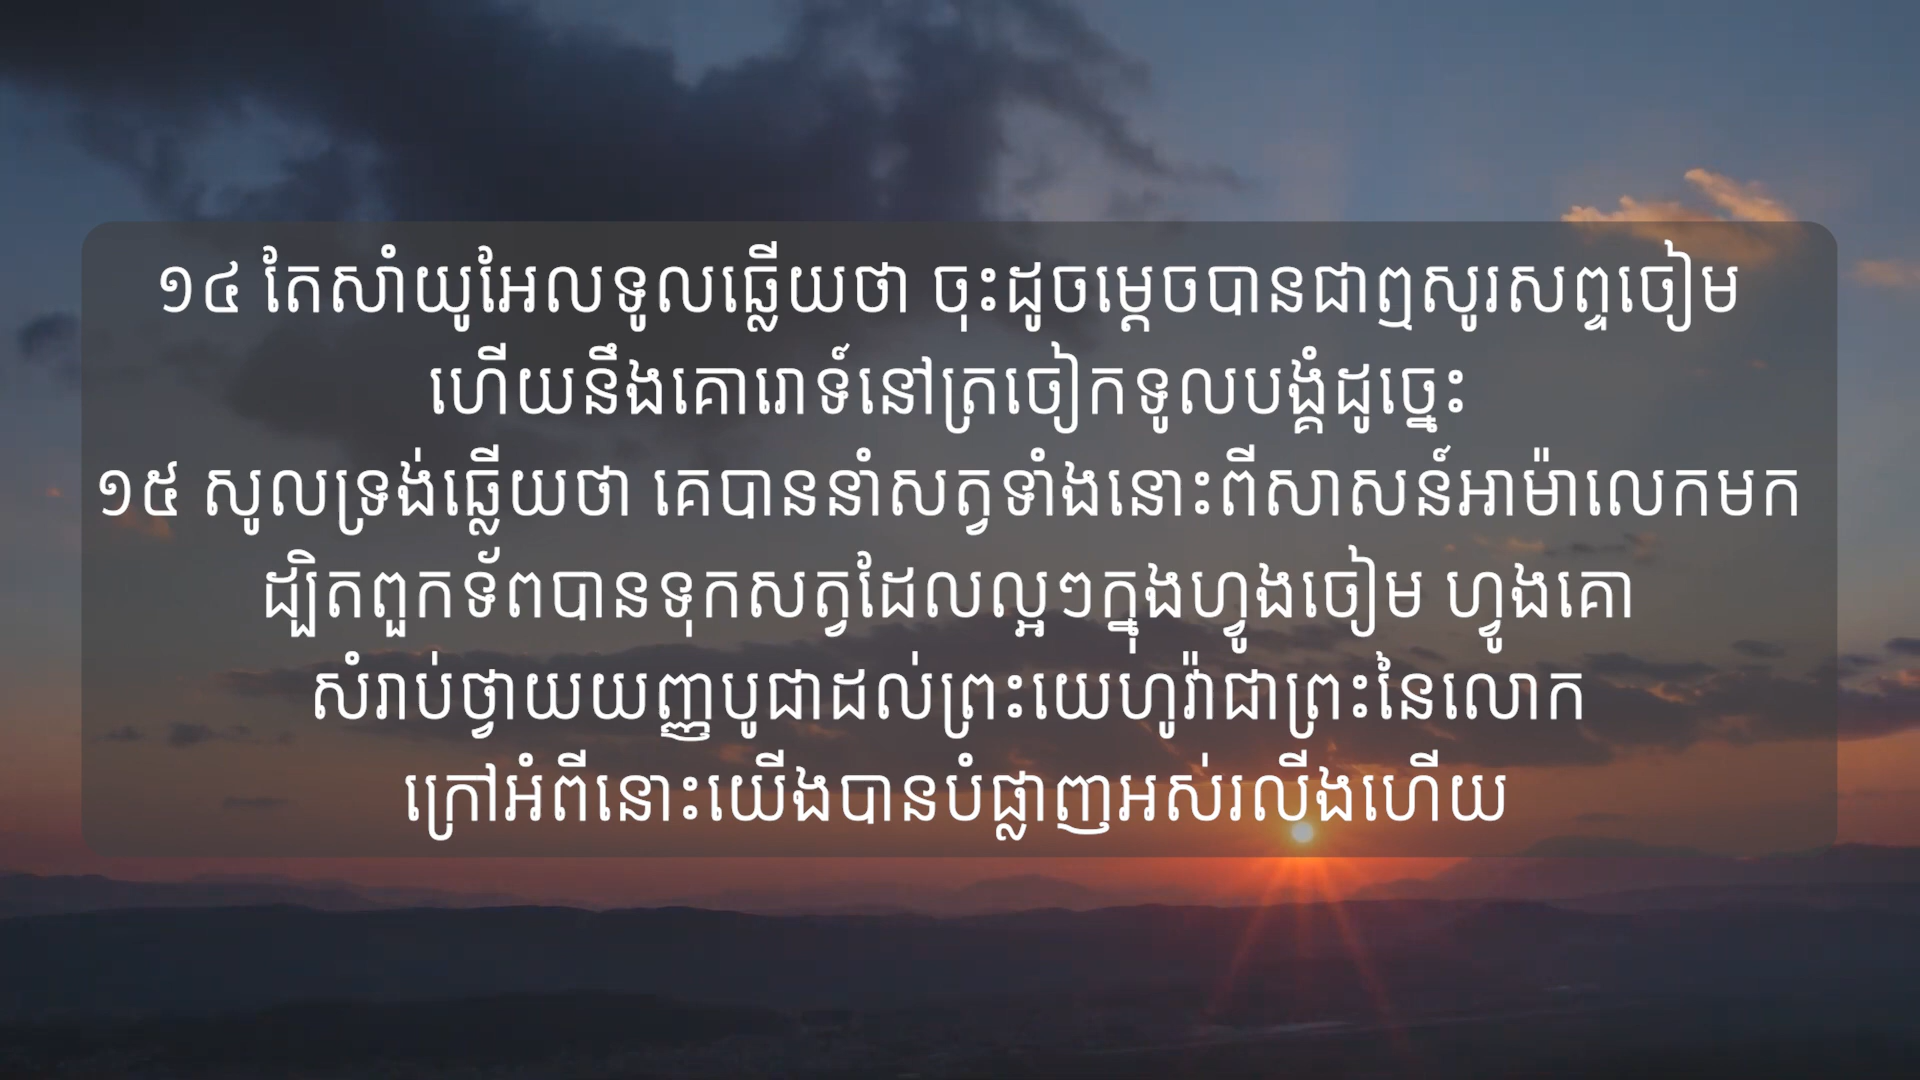 ១៤ តែសាំយូអែលទូលឆ្លើយថា ចុះដូចម្តេចបានជាឮសូរសព្ទចៀម
ហើយនឹងគោរោទ៍នៅត្រចៀកទូលបង្គំដូច្នេះ
១៥ សូលទ្រង់ឆ្លើយថា គេបាននាំសត្វទាំងនោះពីសាសន៍អាម៉ាលេកមក
ដ្បិតពួកទ័ពបានទុកសត្វដែលល្អៗក្នុងហ្វូងចៀម ហ្វូងគោ
សំរាប់ថ្វាយយញ្ញបូជាដល់ព្រះយេហូវ៉ាជាព្រះនៃលោក
ក្រៅអំពីនោះយើងបានបំផ្លាញអស់រលីងហើយ